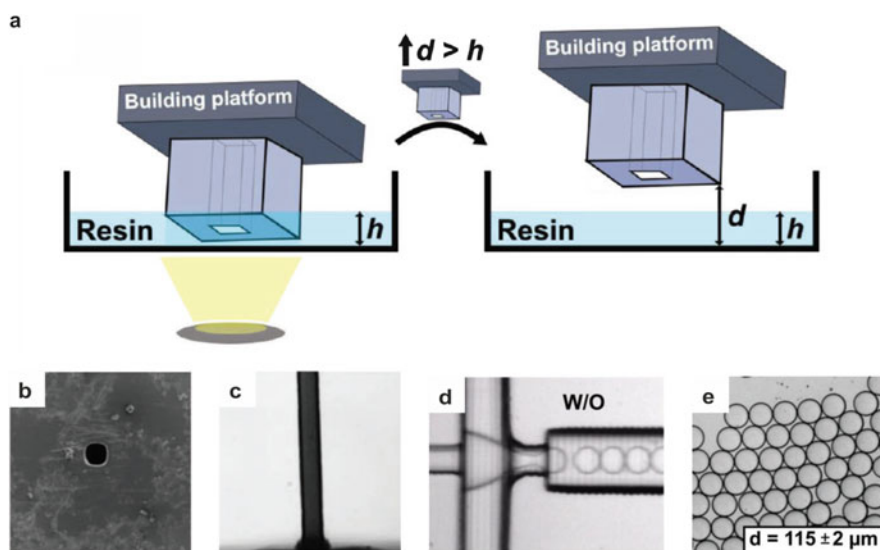 a
d > h
Building platform
Building platform
Resin
h
d
Resin
h
b
c
d
W/O
e
d = 115 ± 2 μm